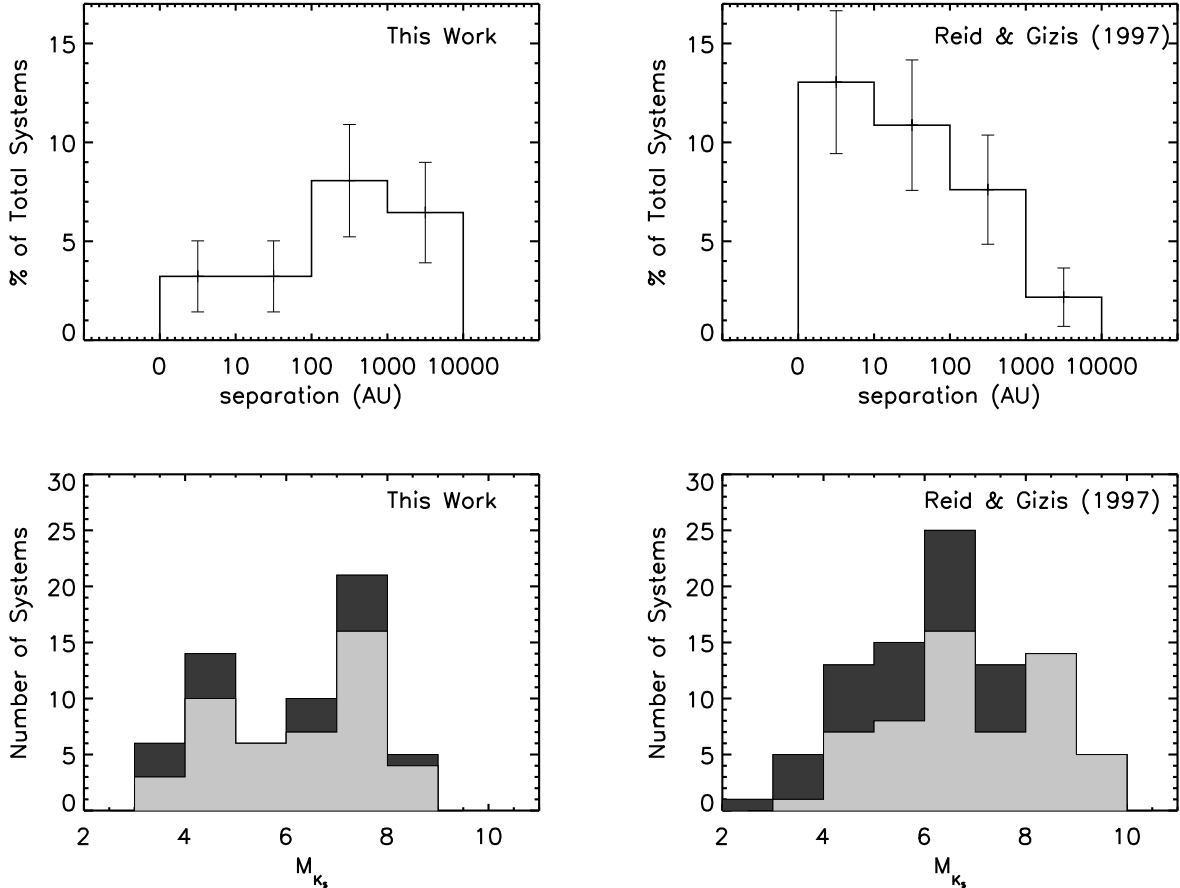 This Work
% of Total Systems
15
10
5
0
0 10 100 1000 10000
separation (AU)
Reid & Gizis (1997)
% of Total Systems
15
10
5
0
0 10 100 1000 10000
separation (AU)
This Work
Number of Systems
30
25
20
15
10
5
0
2 4 6 8 10
M_Ks
Reid & Gizis (1997)
Number of Systems
30
25
20
15
10
5
0
2 4 6 8 10
M_Ks